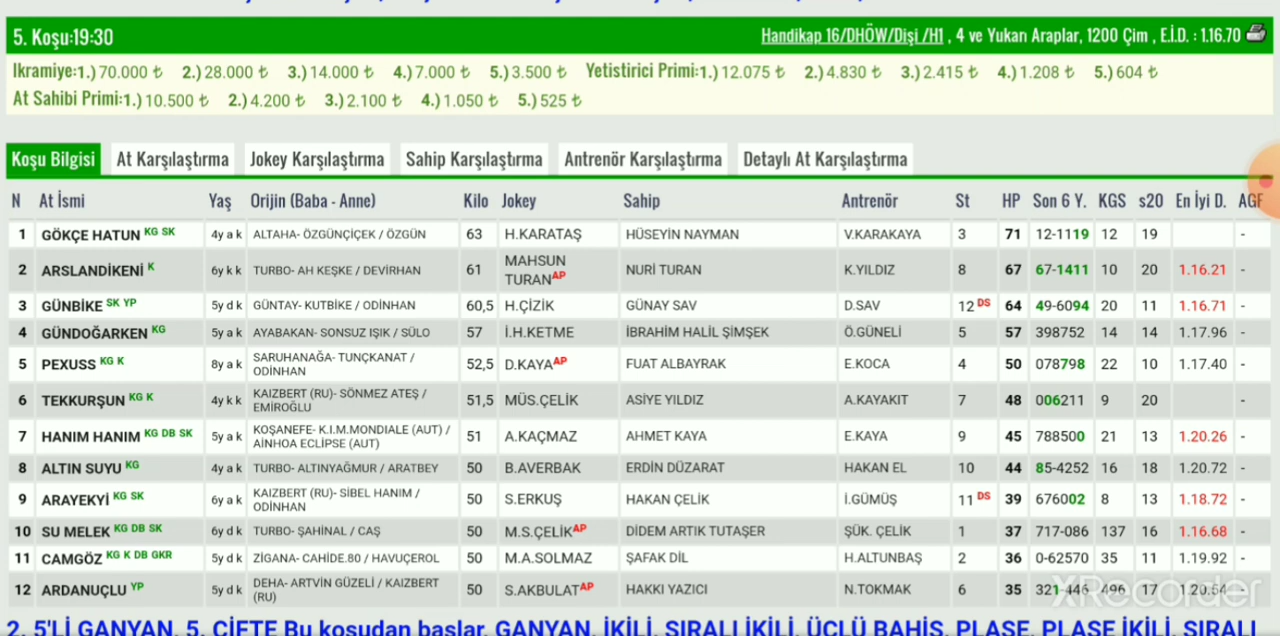 5. Koşu:19:30 Handikap 16/DHÖW/Dişi /H1 , 4 ve Yukarı Araplar, 1200 Çim , E.İ.D. : 1.16.70
Ikramiye:1.) 70.000 ₺ 2.) 28.000 ₺ 3.) 14.000 ₺ 4.) 7.000 ₺ 5.) 3.500 ₺ Yetistirici Primi:1.) 12.075 ₺ 2.) 4.830 ₺ 3.) 2.415 ₺ 4.) 1.208 ₺ 5.) 604 ₺
At Sahibi Primi:1.) 10.500 ₺ 2.) 4.200 ₺ 3.) 2.100 ₺ 4.) 1.050 ₺ 5.) 525 ₺
Koşu Bilgisi At Karşılaştırma Jokey Karşılaştırma Sahip Karşılaştırma Antrenör Karşılaştırma Detaylı At Karşılaştırma
N At İsmi Yaş Orijin (Baba - Anne) Kilo Jokey Sahip Antrenör St HP Son 6 Y. KGS s20 En İyi D. AGF
1 GÖKÇE HATUN KG SK 4y a k ALTAHA- ÖZGÜNÇİÇEK / ÖZGÜN 63 H.KARATAŞ HÜSEYİN NAYMAN V.KARAKAYA 3 71 12-1119 12 19 -
2 ARSLANDİKENİ K 6y k k TURBO- AH KEŞKE / DEVİRHAN 61 MAHSUN TURAN AP NURİ TURAN K.YILDIZ 8 67 67-1411 10 20 1.16.21 -
3 GÜNBİKE SK YP 5y d k GÜNTAY- KUTBİKE / ODİNHAN 60,5 H.ÇİZİK GÜNAY SAV D.SAV 12 DS 64 49-6094 20 11 1.16.71 -
4 GÜNDOĞARKEN KG 5y a k AYABAKAN- SONSUZ IŞIK / SÜLO 57 İ.H.KETME İBRAHİM HALİL ŞİMŞEK Ö.GÜNELİ 5 57 398752 14 14 1.17.96 -
5 PEXUSS KG K 8y a k SARUHANAĞA- TUNÇKANAT / ODİNHAN 52,5 D.KAYA AP FUAT ALBAYRAK E.KOCA 4 50 078798 22 10 1.17.40 -
6 TEKKURŞUN KG K 4y k k KAIZBERT (RU)- SÖNMEZ ATEŞ / EMİROĞLU 51,5 MÜS.ÇELİK ASİYE YILDIZ A.KAYAKIT 7 48 006211 9 20 -
7 HANIM HANIM KG DB SK 5y a k KOŞANEFE- K.I.M.MONDIALE (AUT) / AİNHOA ECLİPSE (AUT) 51 A.KAÇMAZ AHMET KAYA E.KAYA 9 45 788500 21 13 1.20.26 -
8 ALTIN SUYU KG 4y a k TURBO- ALTINYAĞMUR / ARATBEY 50 B.AVERBAK ERDİN DÜZARAT HAKAN EL 10 44 85-4252 16 18 1.20.72 -
9 ARAYEKYİ KG SK 6y a k KAIZBERT (RU)- SİBEL HANIM / ODİNHAN 50 S.ERKUŞ HAKAN ÇELİK İ.GÜMÜŞ 11 DS 39 676002 8 13 1.18.72 -
10 SU MELEK KG DB SK 6y d k TURBO- ŞAHİNAL / CAŞ 50 M.S.ÇELİK AP DİDEM ARTIK TUTAŞER ŞÜK. ÇELİK 1 37 717-086 137 16 1.16.68 -
11 CAMGÖZ KG K DB GKR 5y d k ZİGANA- CAHİDE.80 / HAVUÇEROL 50 M.A.SOLMAZ ŞAFAK DİL H.ALTUNBAŞ 2 36 0-62570 35 11 1.19.92 -
12 ARDANUÇLU YP 5y d k DEHA- ARTVİN GÜZELİ / KAIZBERT (RU) 50 S.AKBULAT AP HAKKI YAZICI N.TOKMAK 6 35 321-446 496 17 1.20.54 -
XRecorder
2. 5'Lİ GANYAN, 5. ÇİFTE Bu koşudan başlar. GANYAN, İKİLİ, SIRALI İKİLİ, ÜÇLÜ BAHİS, PLASE, PLASE İKİLİ, SIRALI